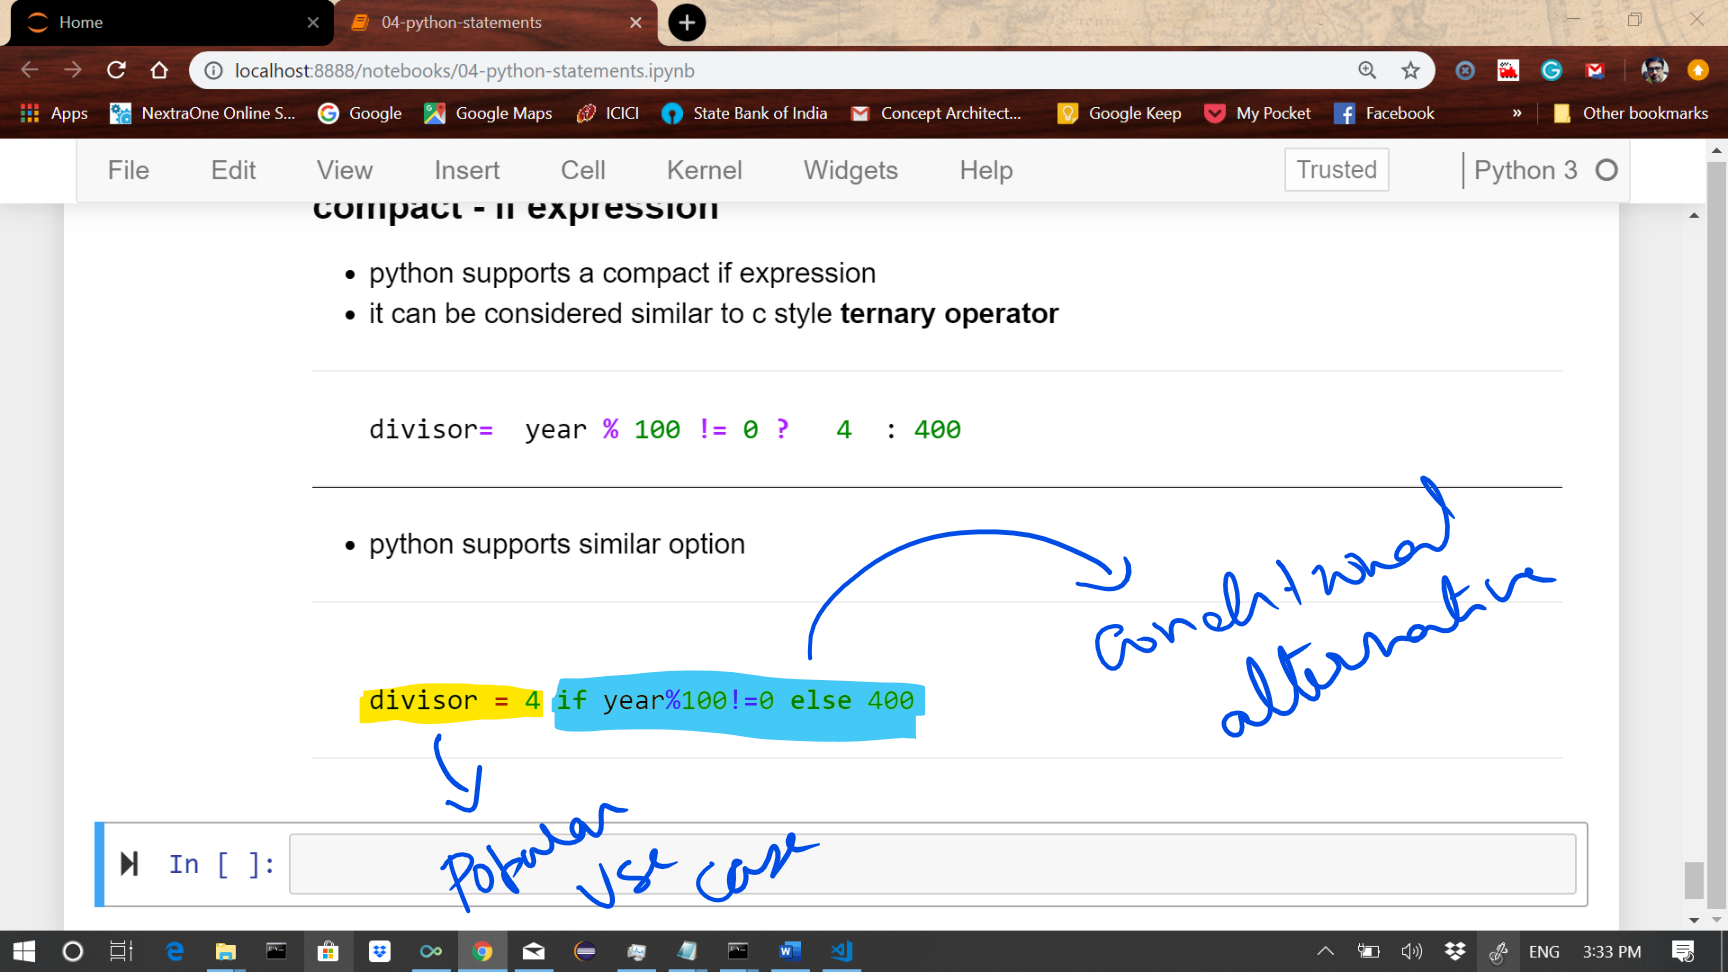 Home
04-python-statements
localhost:8888/notebooks/04-python-statements.ipynb
Apps NextraOne Online S... Google Google Maps ICICI State Bank of India Concept Architect... Google Keep My Pocket Facebook » Other bookmarks
File Edit View Insert Cell Kernel Widgets Help Trusted Python 3
compact - if expression
• python supports a compact if expression
• it can be considered similar to c style ternary operator
divisor= year % 100 != 0 ? 4 : 400
• python supports similar option
conditional
alternative
divisor = 4 if year%100!=0 else 400
Popular
use case
In [ ]:
ENG 3:33 PM